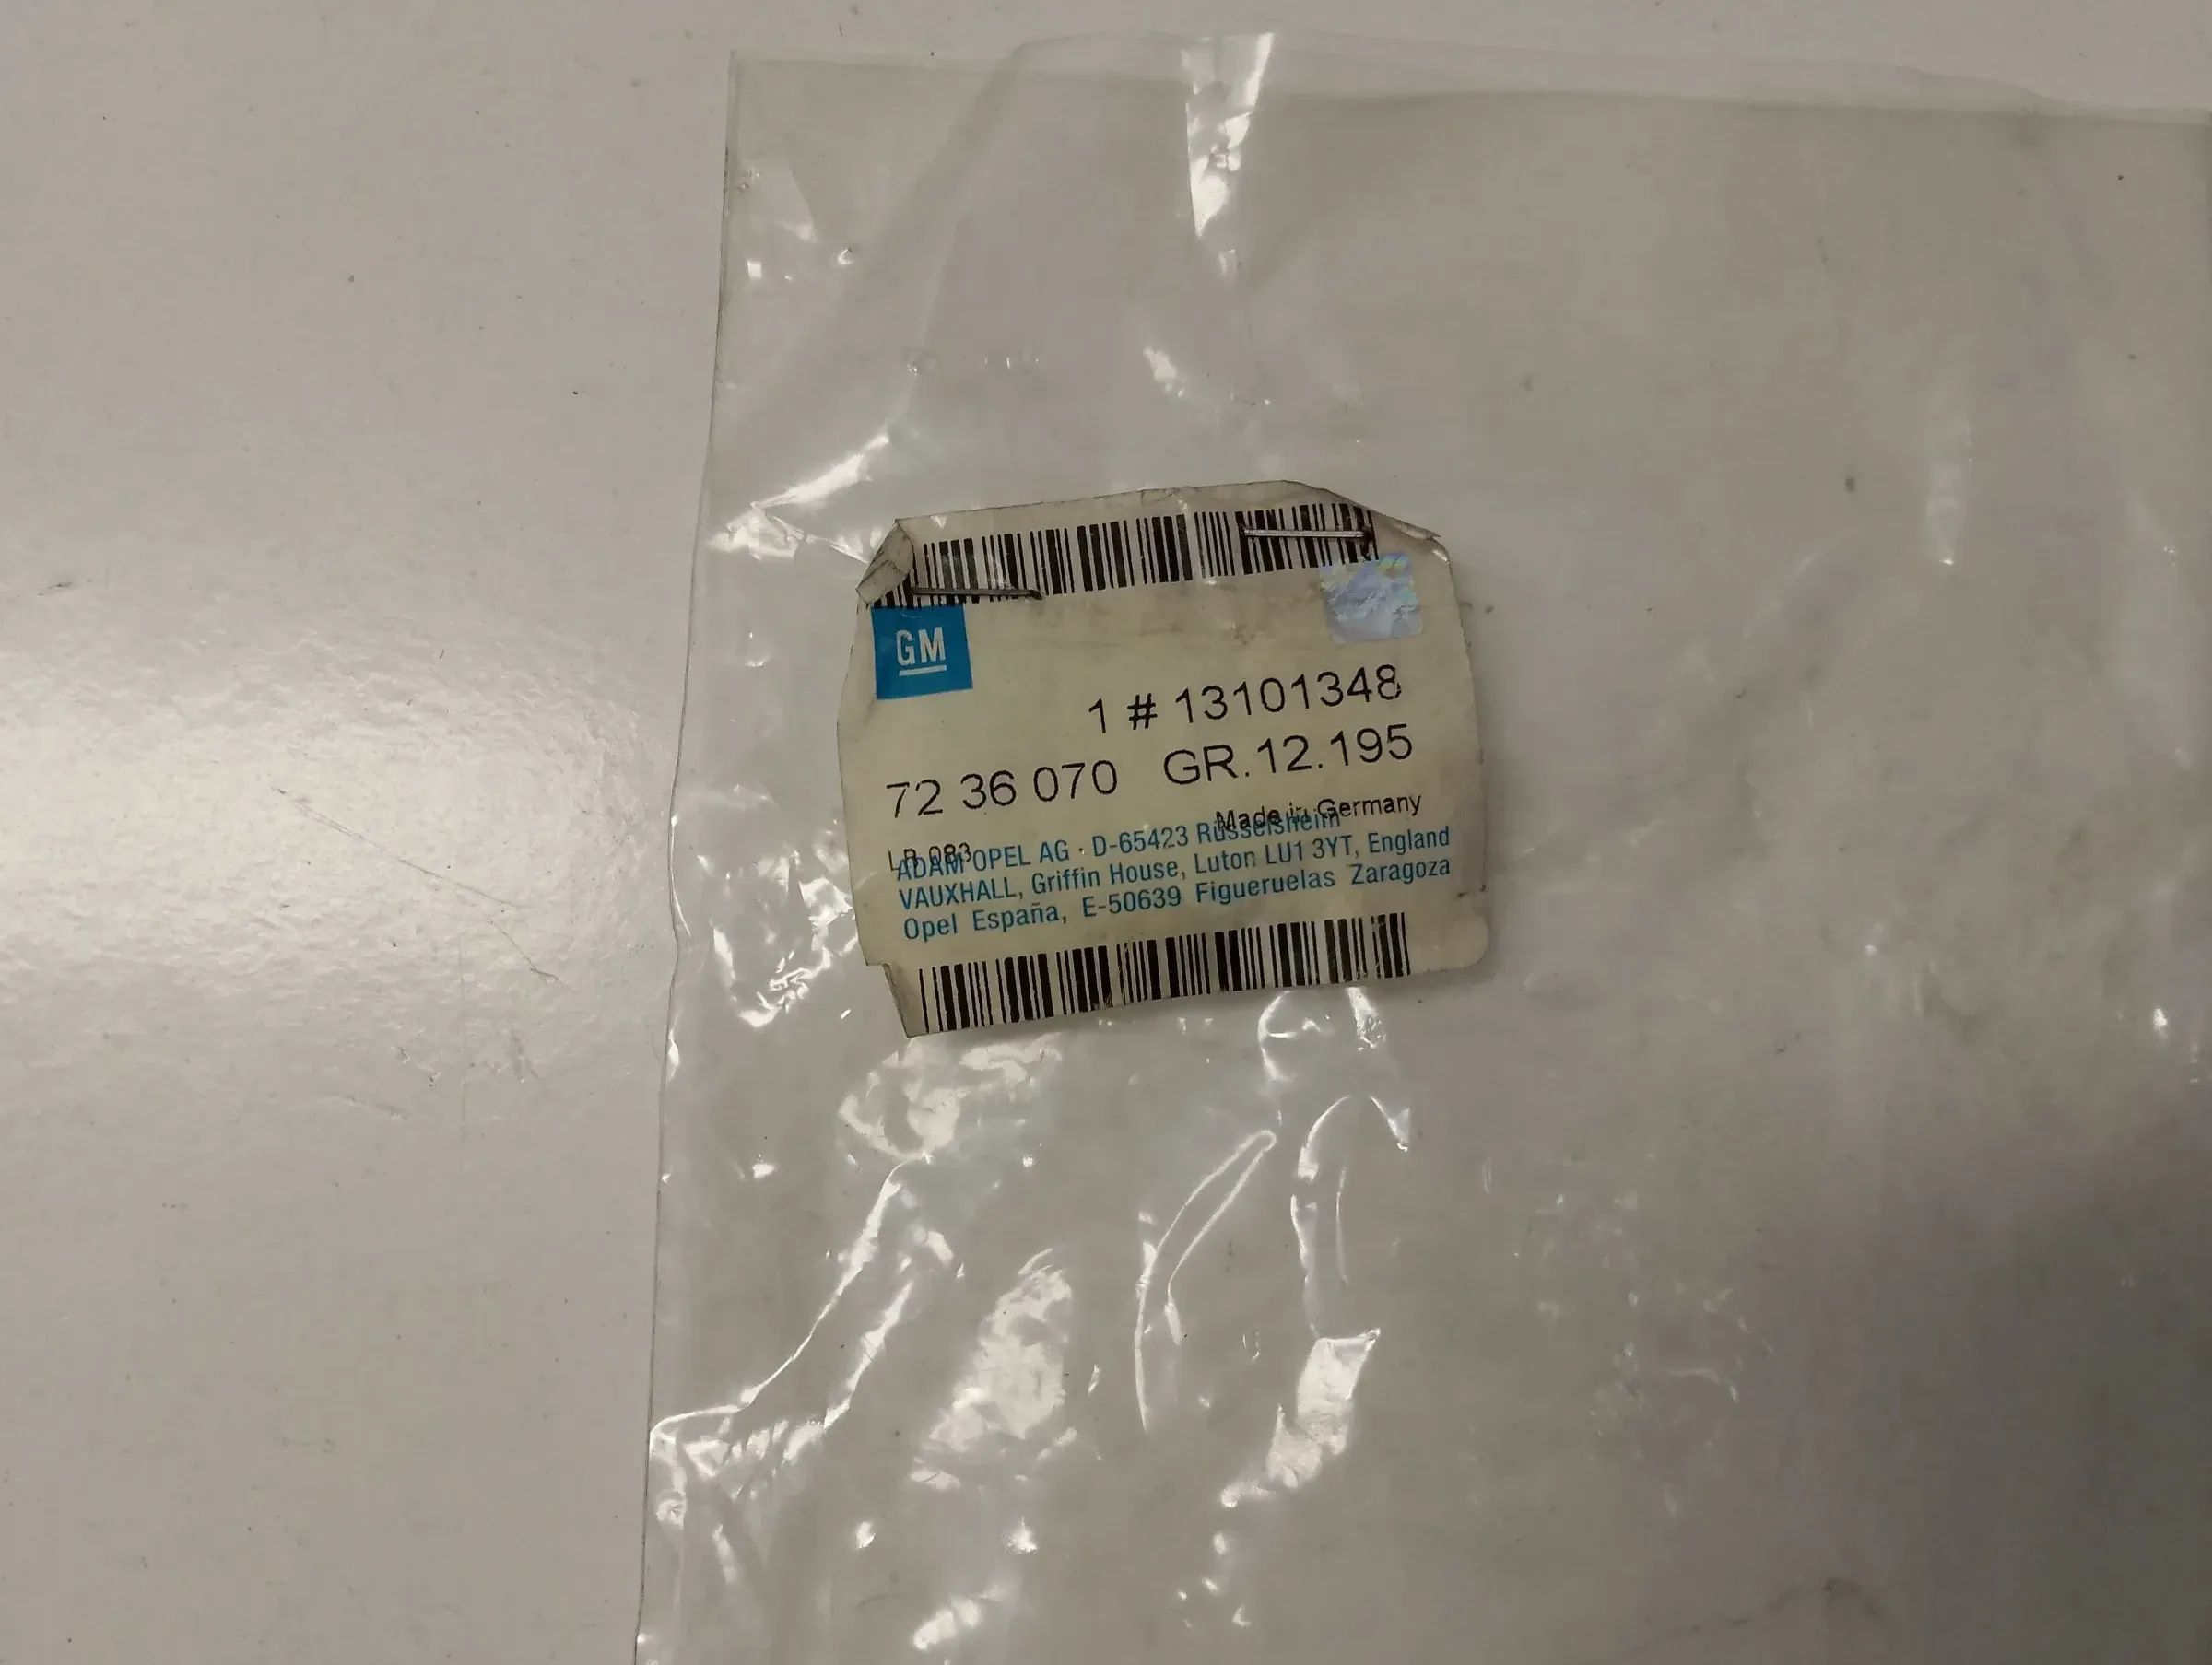 GM
1 # 13101348
72 36 070 GR.12.195
Made in Germany
LB 083
ADAM OPEL AG · D-65423 Rüsselsheim
VAUXHALL, Griffin House, Luton LU1 3YT, England
Opel España, E-50639 Figueruelas Zaragoza